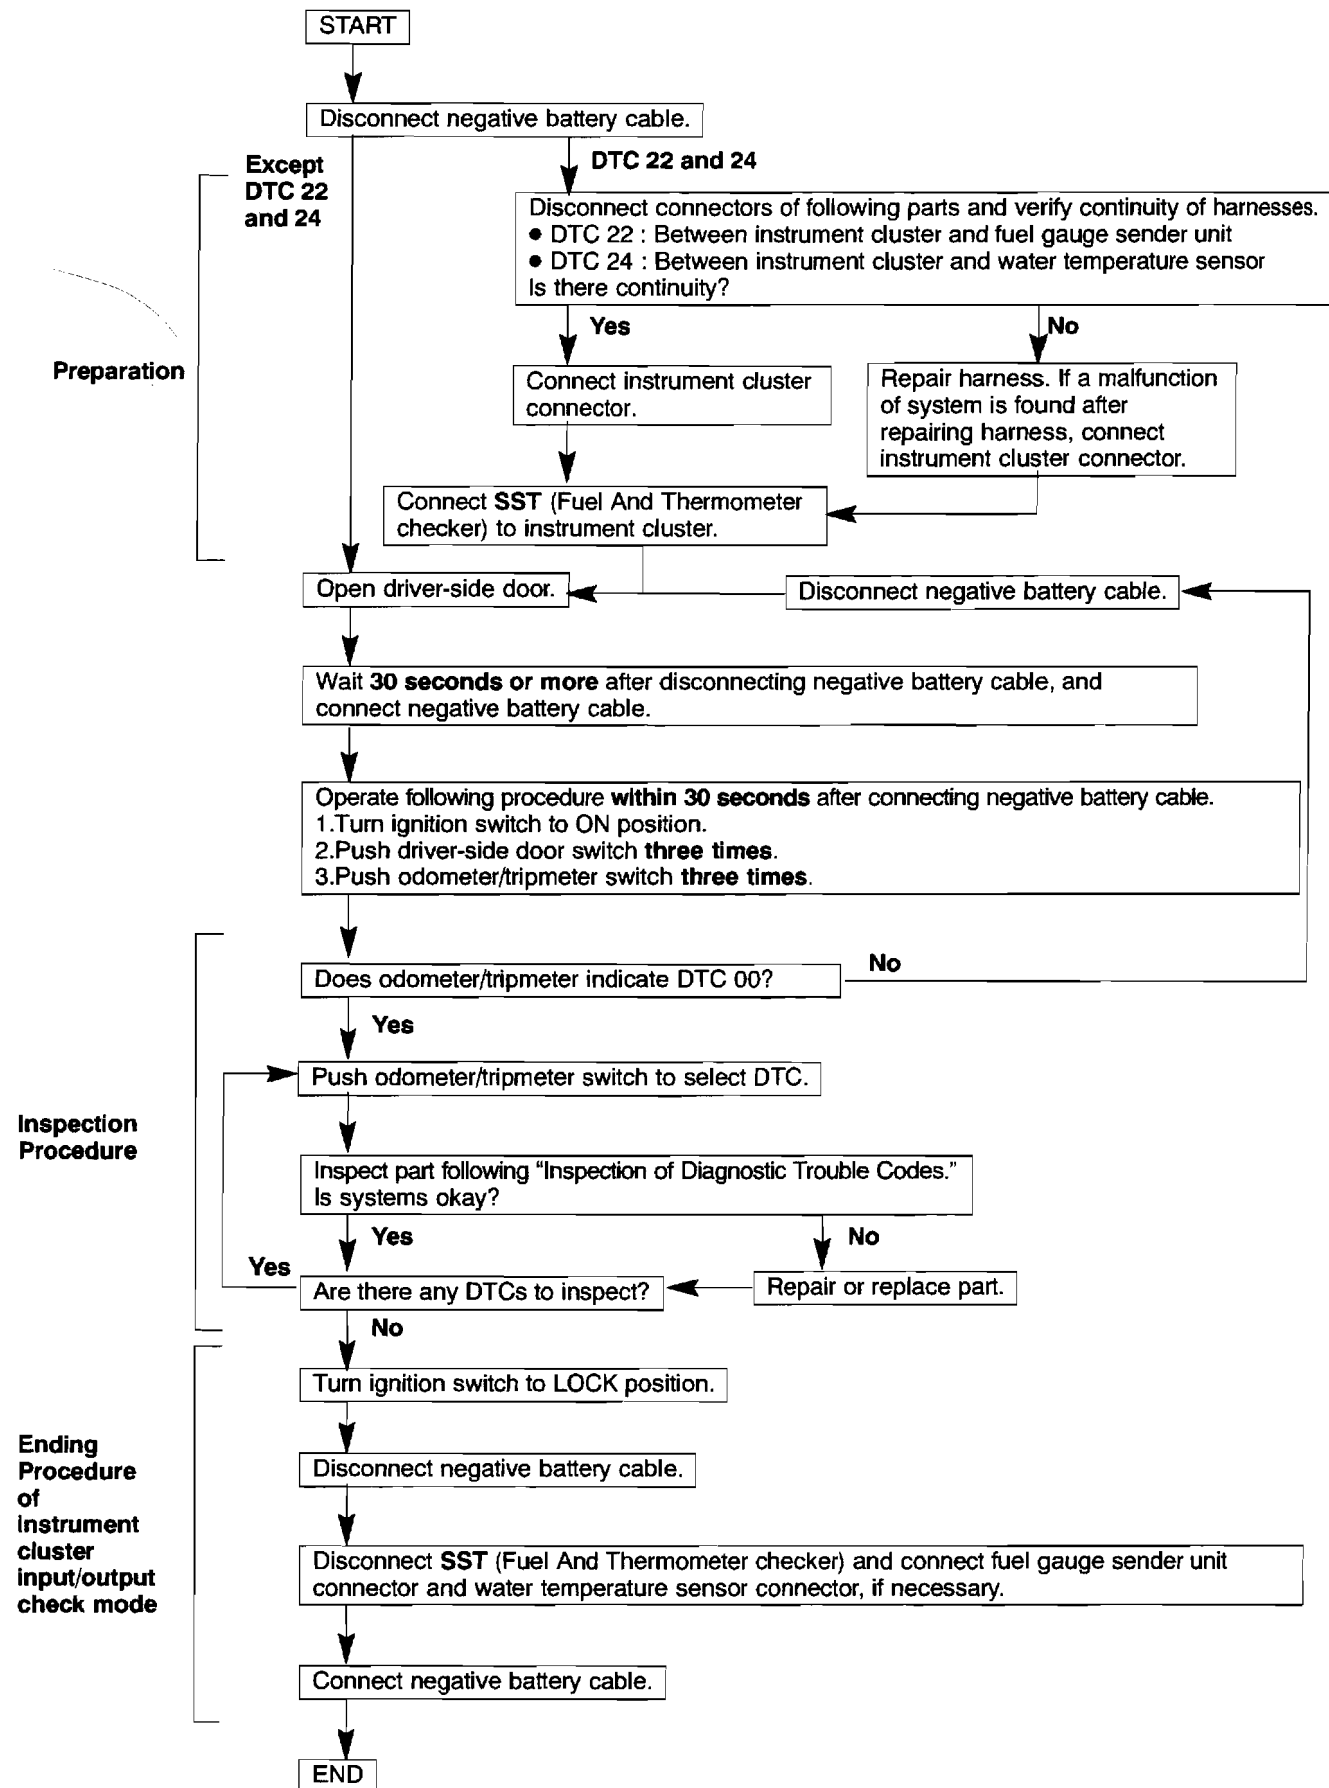 START
Disconnect negative battery cable.
Except
DTC 22
and 24
DTC 22 and 24
Disconnect connectors of following parts and verify continuity of harnesses.
● DTC 22 : Between instrument cluster and fuel gauge sender unit
● DTC 24 : Between instrument cluster and water temperature sensor
Is there continuity?
Yes
No
Preparation
Connect instrument cluster
connector.
Repair harness. If a malfunction
of system is found after
repairing harness, connect
instrument cluster connector.
Connect SST (Fuel And Thermometer
checker) to instrument cluster.
Open driver-side door.
Disconnect negative battery cable.
Wait 30 seconds or more after disconnecting negative battery cable, and
connect negative battery cable.
Operate following procedure within 30 seconds after connecting negative battery cable.
1.Turn ignition switch to ON position.
2.Push driver-side door switch three times.
3.Push odometer/tripmeter switch three times.
Does odometer/tripmeter indicate DTC 00?
No
Yes
Push odometer/tripmeter switch to select DTC.
Inspection
Procedure
Inspect part following “Inspection of Diagnostic Trouble Codes.”
Is systems okay?
Yes
No
Yes
Are there any DTCs to inspect?
Repair or replace part.
No
Turn ignition switch to LOCK position.
Ending
Procedure
of
instrument
cluster
input/output
check mode
Disconnect negative battery cable.
Disconnect SST (Fuel And Thermometer checker) and connect fuel gauge sender unit
connector and water temperature sensor connector, if necessary.
Connect negative battery cable.
END